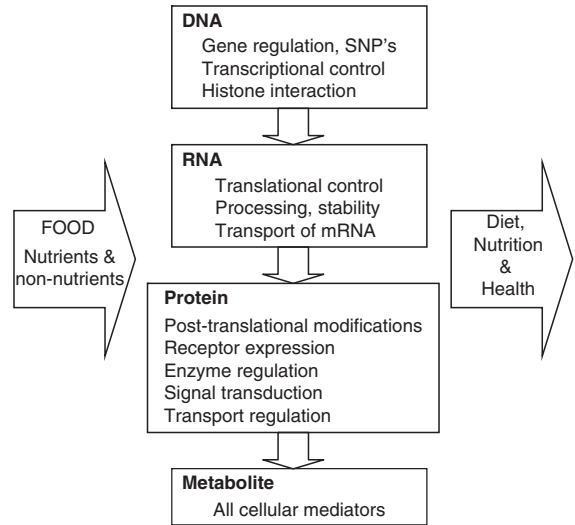 DNA
Gene regulation, SNP's
Transcriptional control
Histone interaction
RNA
Translational control
Processing, stability
Transport of mRNA
FOOD
Nutrients &
non-nutrients
Diet,
Nutrition
&
Health
Protein
Post-translational modifications
Receptor expression
Enzyme regulation
Signal transduction
Transport regulation
Metabolite
All cellular mediators